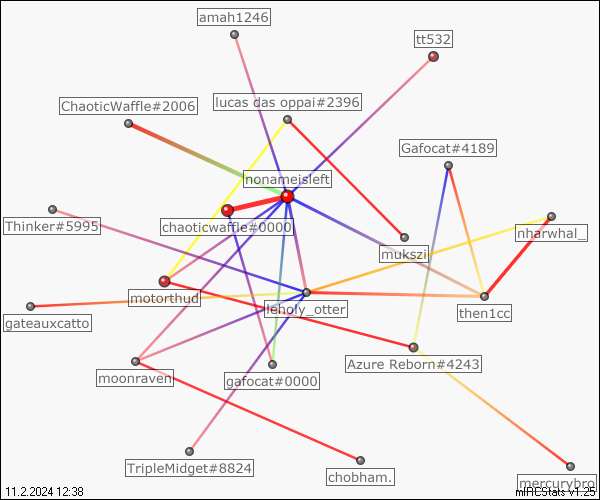 amah1246
tt532
ChaoticWaffle#2006
lucas das oppai#2396
Gafocat#4189
nonameisleft
Thinker#5995
chaoticwaffle#0000
nharwhal_
mukszi
motorthud
leholy_otter
then1cc
gateauxcatto
Azure Reborn#4243
moonraven
gafocat#0000
TripleMidget#8824
chobham.
mercurybro
11.2.2024 12:38
mIRCStats v1.25